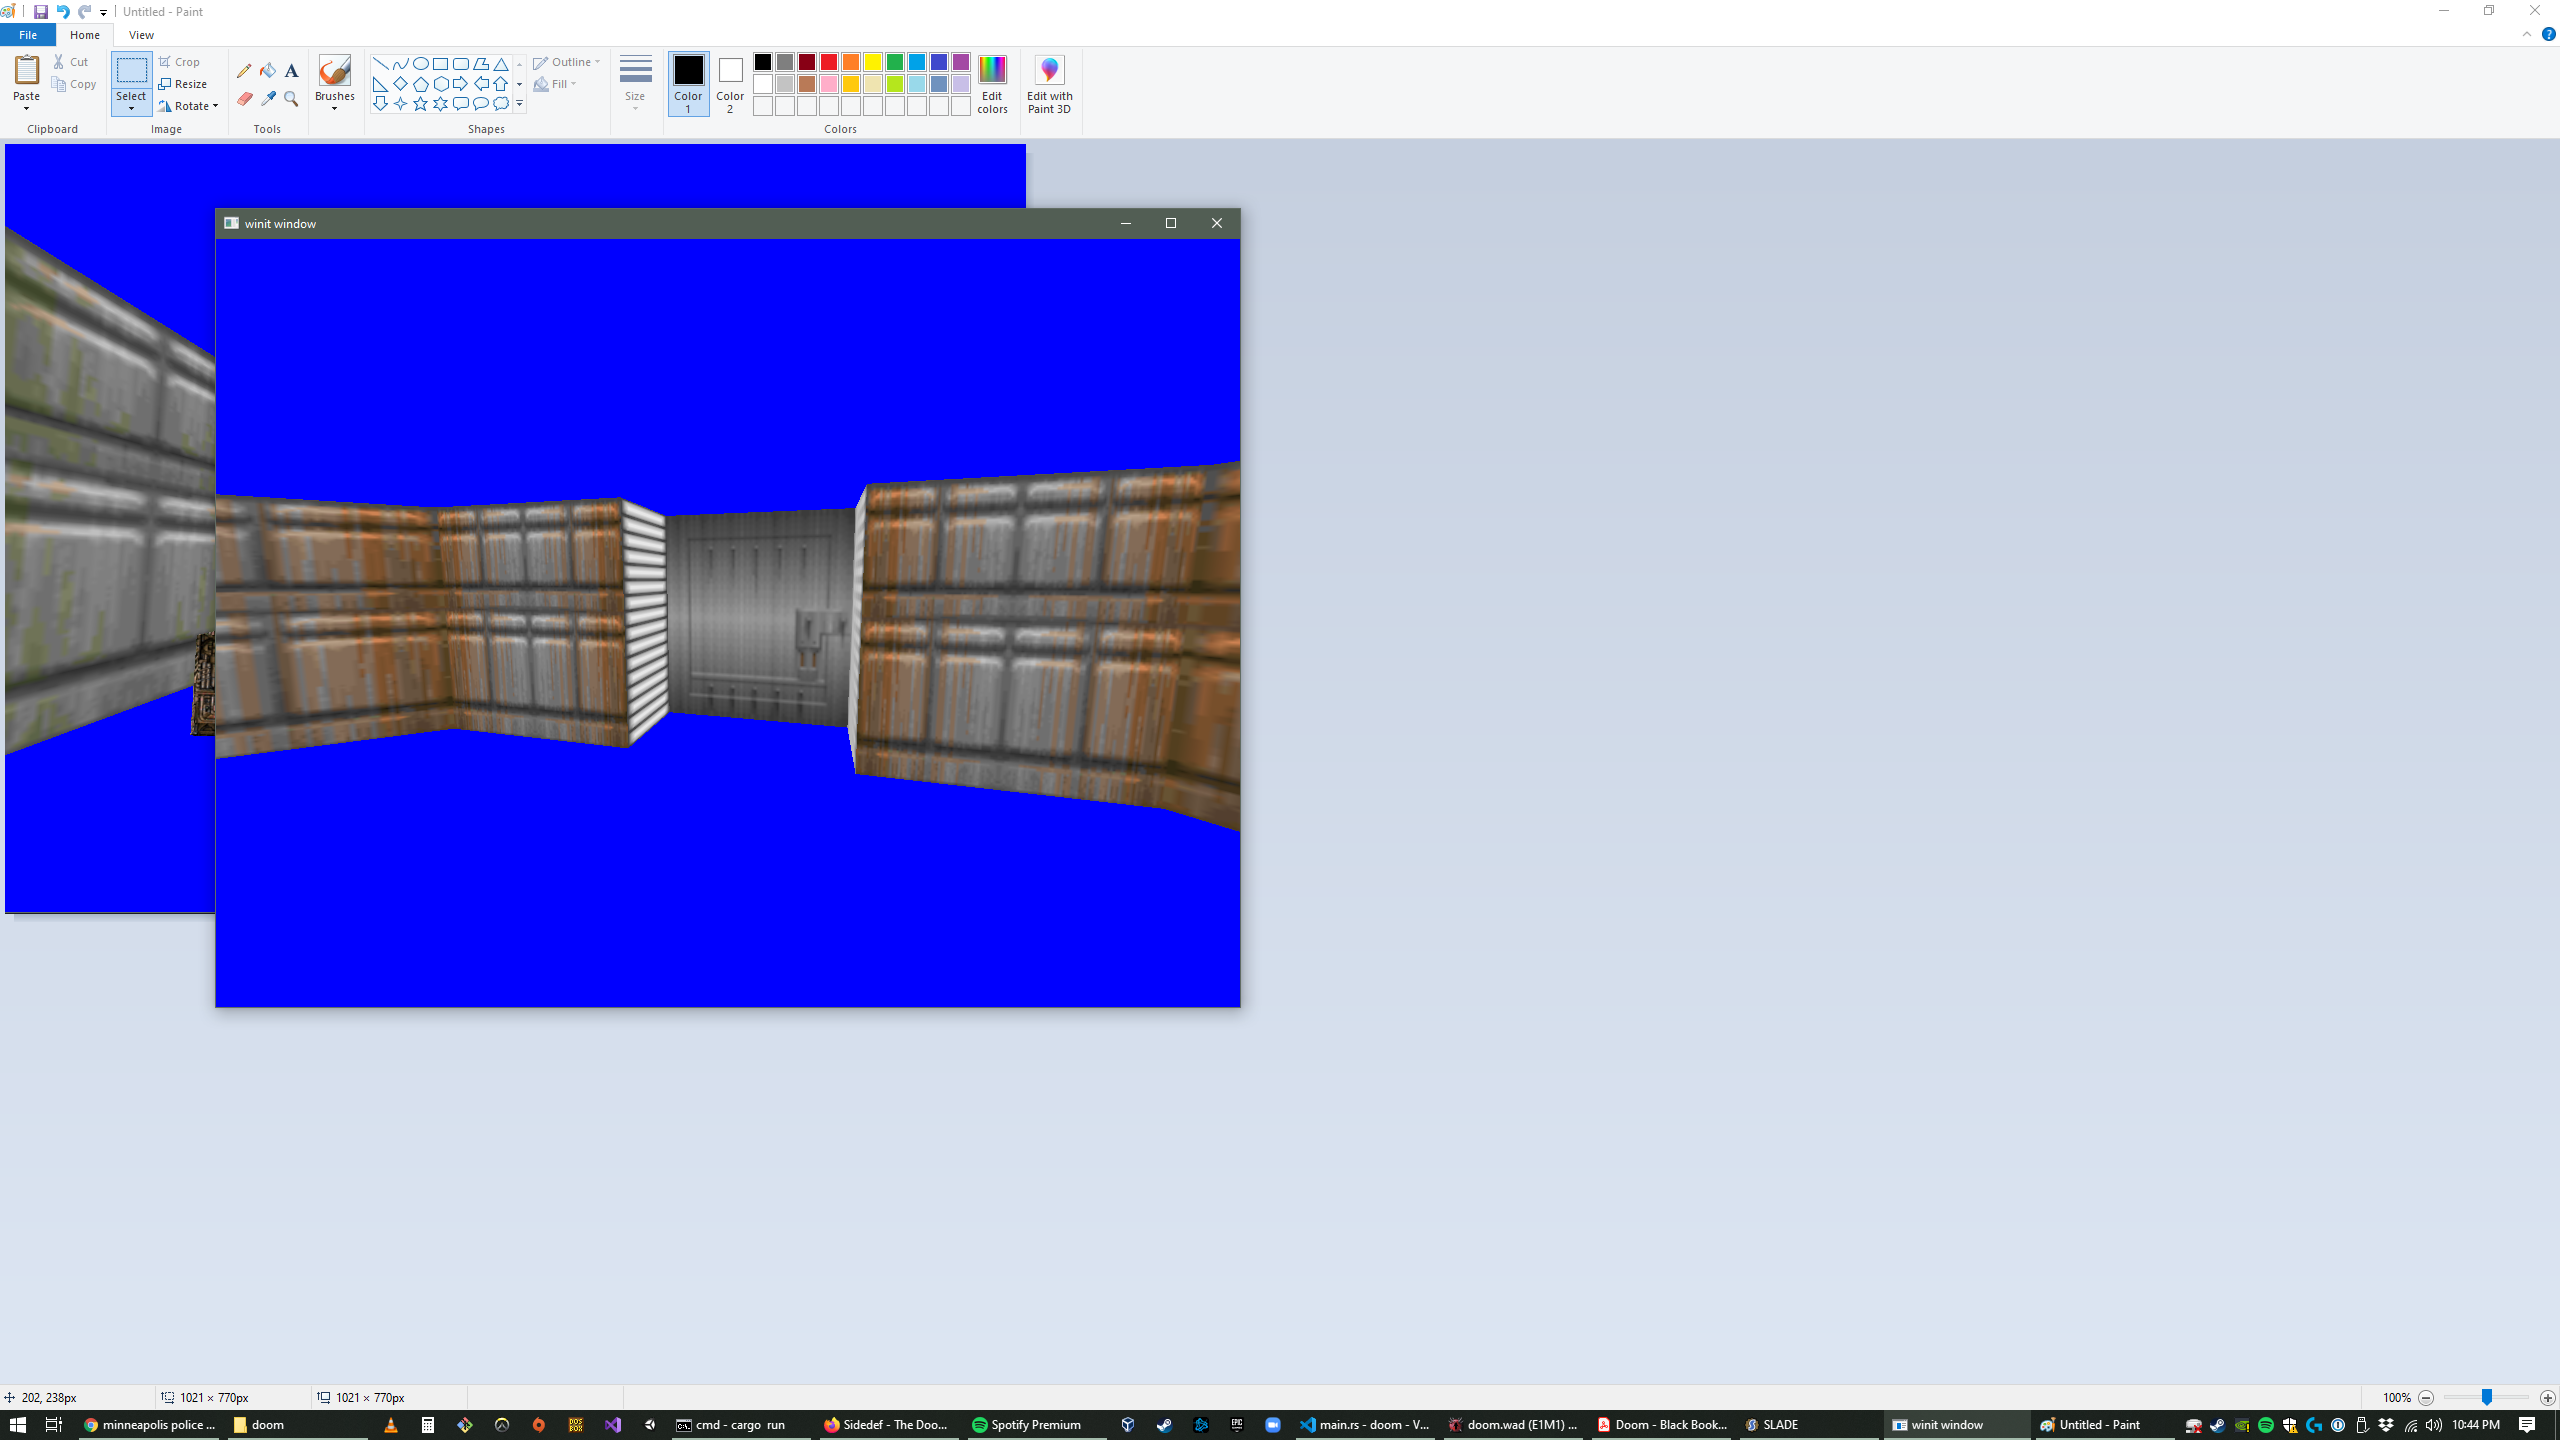 Untitled - Paint
File Home View
Paste
Cut
Copy
Clipboard
Select
Crop
Resize
Rotate
Image
A
Tools
Brushes
Outline
Fill
Shapes
Size
Color 1
Color 2
Edit colors
Colors
Edit with Paint 3D
winit window
202, 238px 1021 × 770px 1021 × 770px 100%
minneapolis police ... doom cmd - cargo run Sidedef - The Doo... Spotify Premium main.rs - doom - V... doom.wad (E1M1) ... Doom - Black Book... SLADE winit window Untitled - Paint 10:44 PM